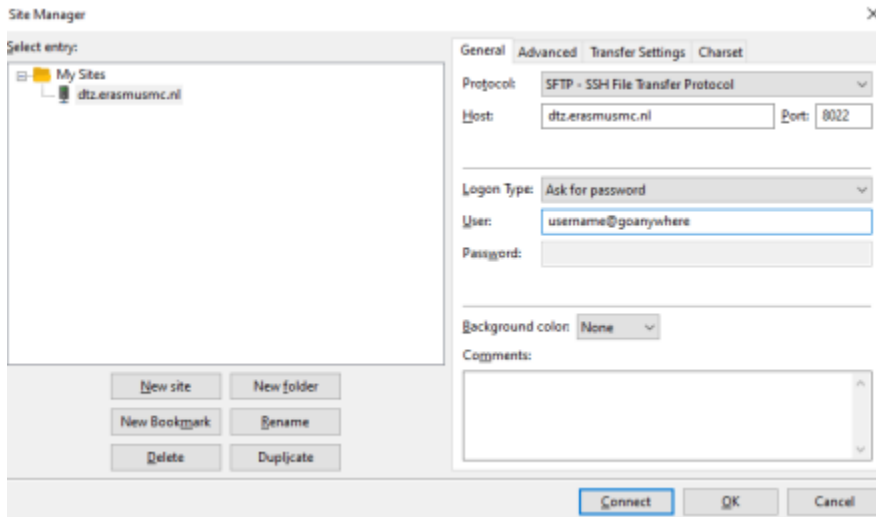 Site Manager
Select entry:
My Sites
dtz.erasmusmc.nl
New site
New folder
New Bookmark
Rename
Delete
Duplicate
General
Advanced
Transfer Settings
Charset
Protocol:
SFTP - SSH File Transfer Protocol
Host:
dtz.erasmusmc.nl
Port:
8022
Logon Type:
Ask for password
User:
username@goanywhere
Password:
Background color:
None
Comments:
Connect
OK
Cancel